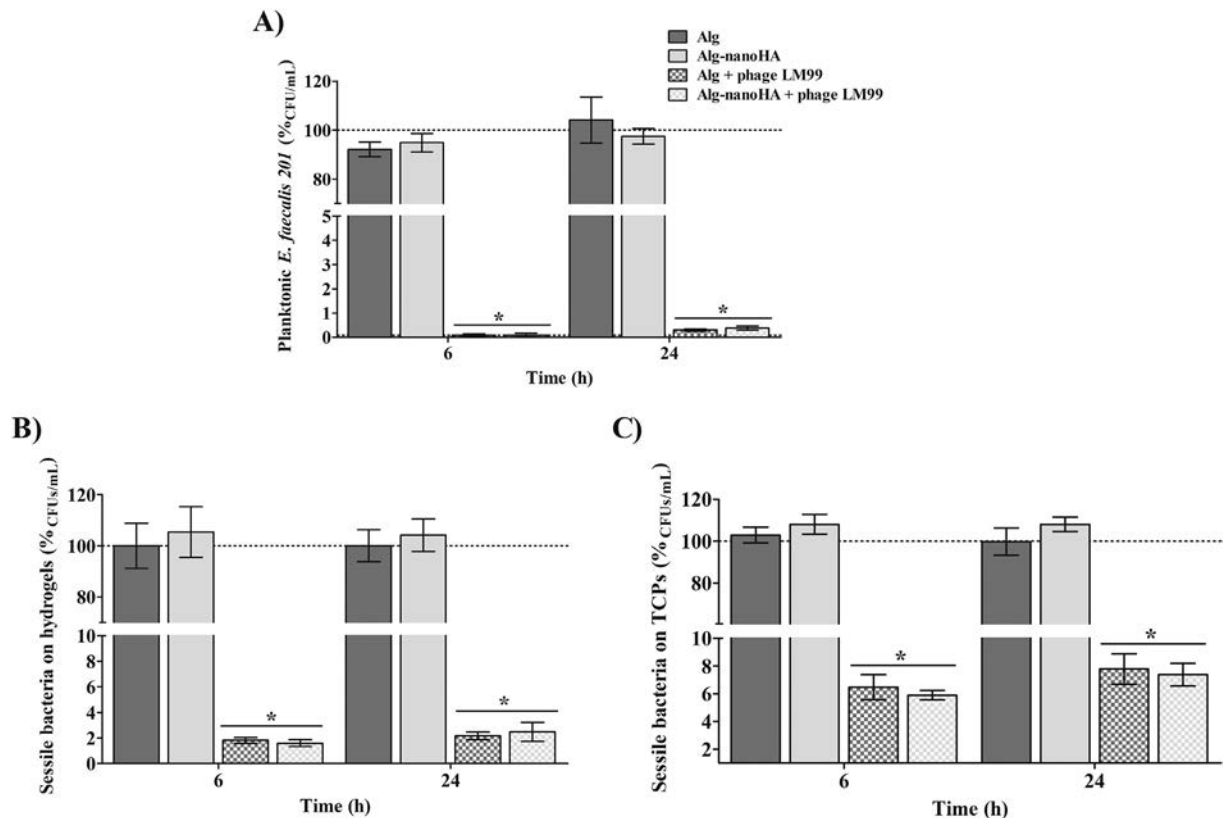 A)
Alg
Alg-nanoHA
Alg + phage LM99
Alg-nanoHA + phage LM99
Planktonic E. faecalis 201 (%CFU/mL)
120
100
80
5
4
3
2
1
0
*
*
6
24
Time (h)
B)
Sessile bacteria on hydrogels (%CFUs/mL)
120
100
80
10
8
6
4
2
0
*
*
6
24
Time (h)
C)
Sessile bacteria on TCPs (%CFUs/mL)
120
100
80
10
8
6
4
2
*
*
6
24
Time (h)